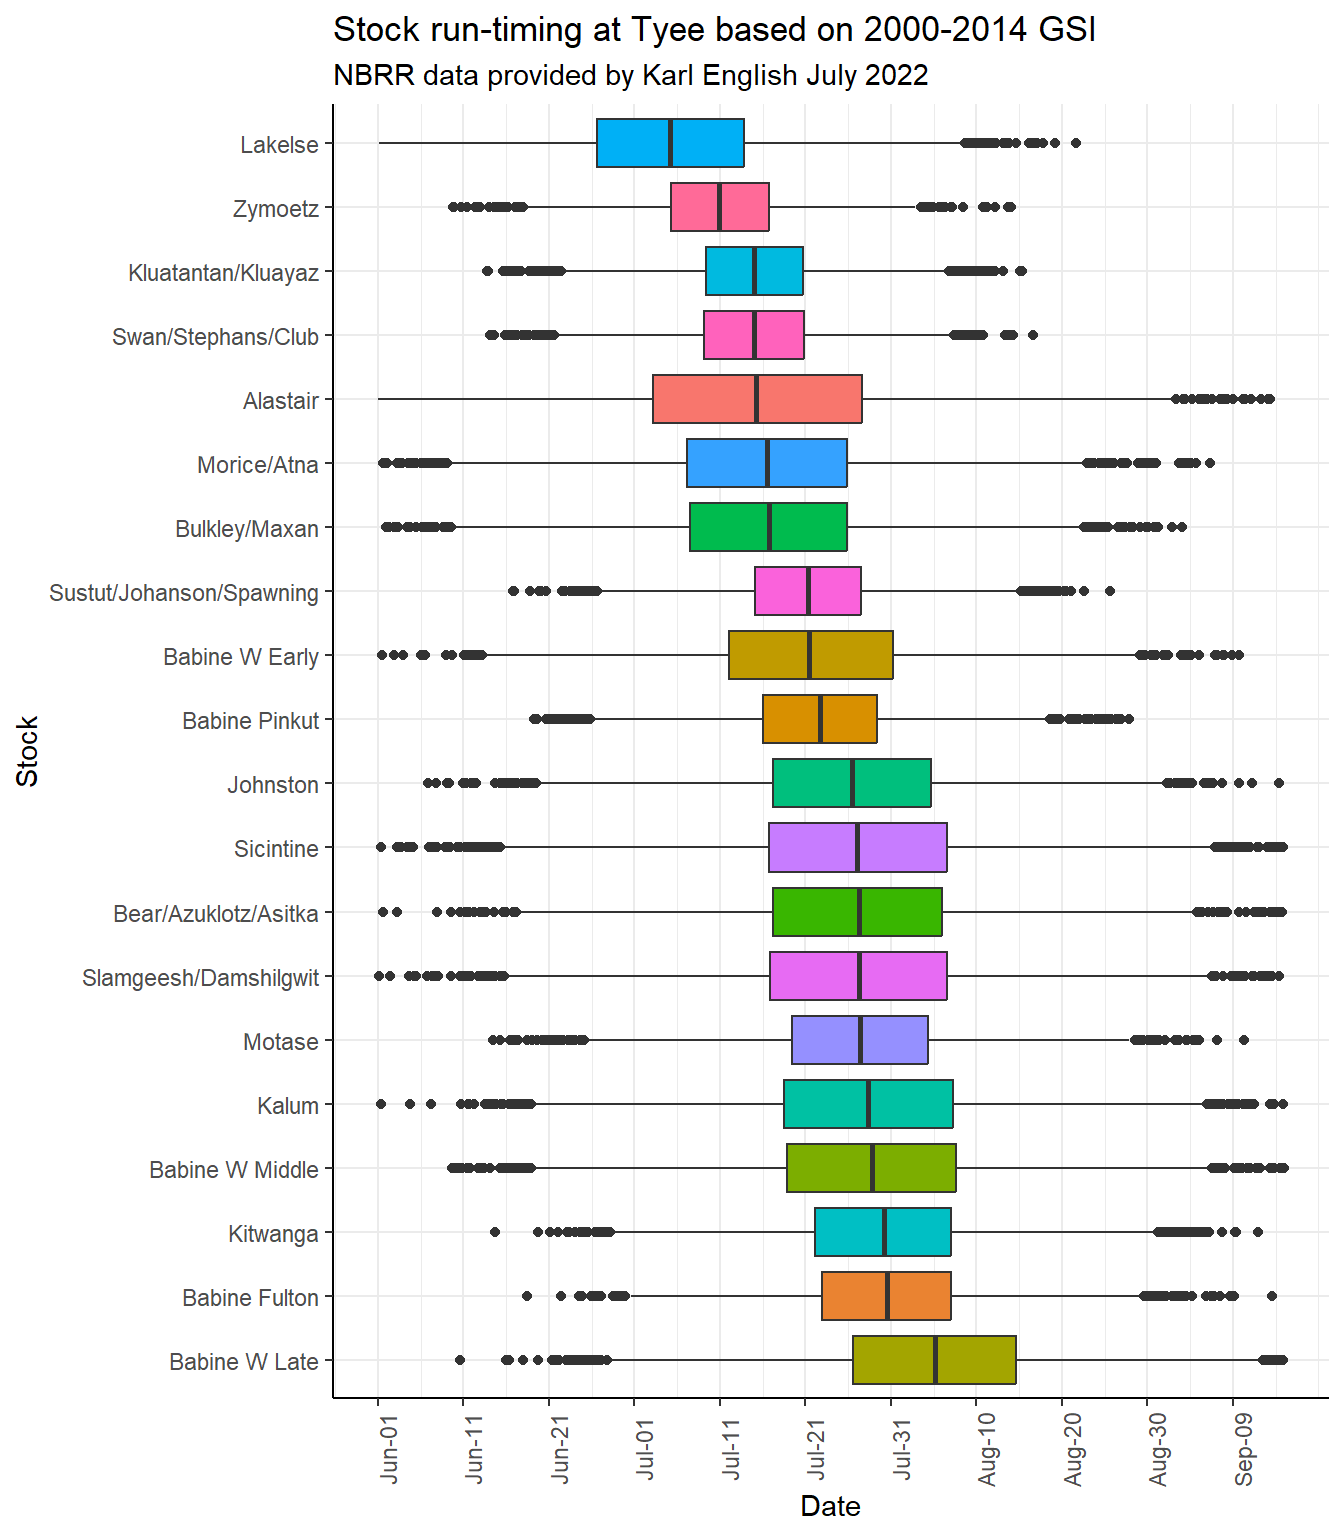 Stock run-timing at Tyee based on 2000-2014 GSI
NBRR data provided by Karl English July 2022
Lakelse
Zymoetz
Kluatantan/Kluayaz
Swan/Stephans/Club
Alastair
Morice/Atna
Bulkley/Maxan
Sustut/Johanson/Spawning
Babine W Early
Babine Pinkut
Johnston
Sicintine
Bear/Azuklotz/Asitka
Slamgeesh/Damshilgwit
Motase
Kalum
Babine W Middle
Kitwanga
Babine Fulton
Babine W Late
Stock
Jun-01
Jun-11
Jun-21
Jul-01
Jul-11
Jul-21
Jul-31
Aug-10
Aug-20
Aug-30
Sep-09
Date